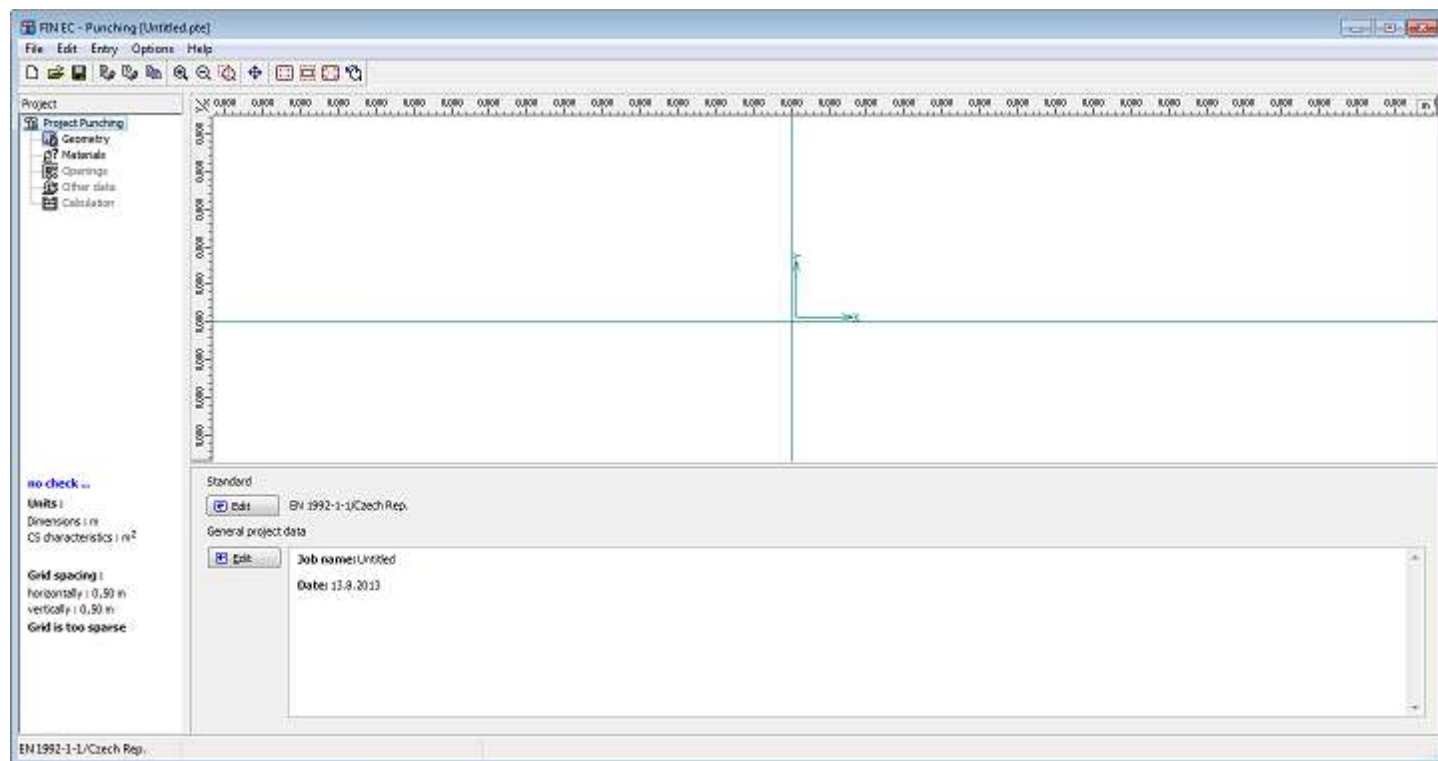 FIN EC - Punching [Untitled.pte]
File Edit Entry Options Help
Project
Project Punching
Geometry
Materials
Openings
Other data
Calculation
m
Y
X
no check ...
Units :
Dimensions : m
CS characteristics : m²
Grid spacing :
horizontally : 0,50 m
vertically : 0,50 m
Grid is too sparse
Standard
Edit EN 1992-1-1/Czech Rep.
General project data
Edit
Job name: Untitled
Date: 13.8.2013
EN 1992-1-1/Czech Rep.